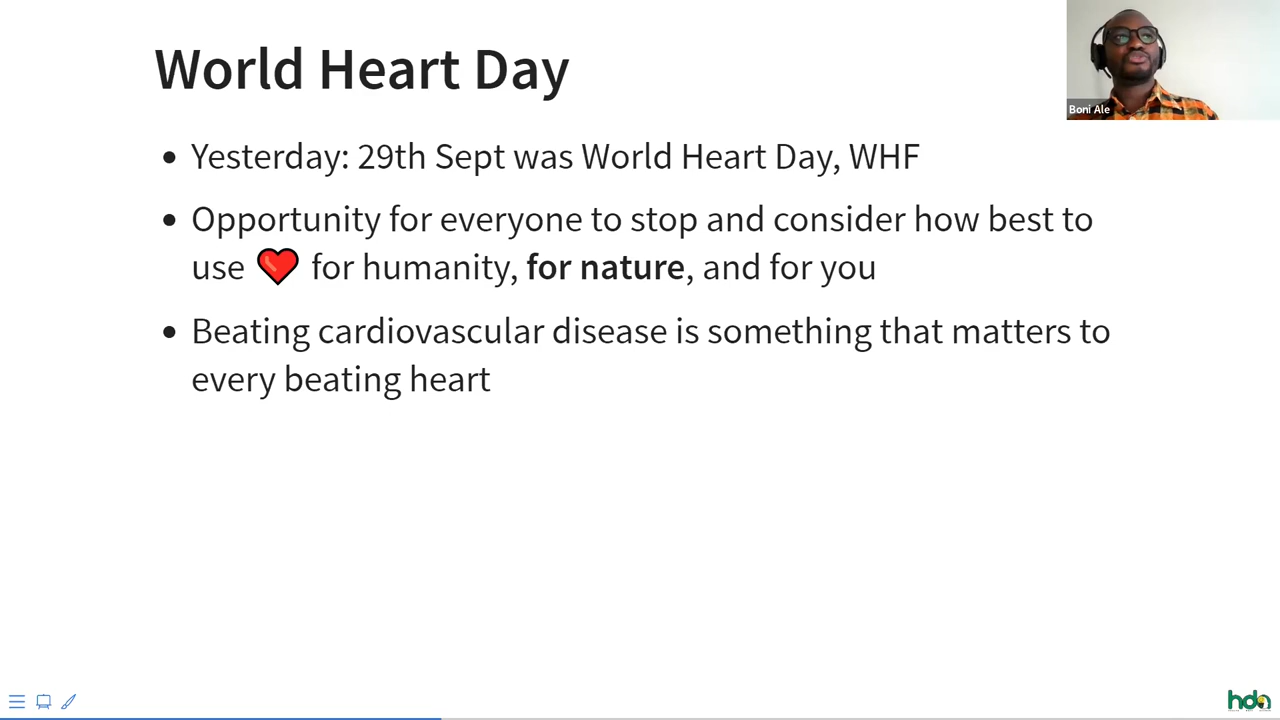 World Heart Day
Boni Ale
Yesterday: 29th Sept was World Heart Day, WHF
Opportunity for everyone to stop and consider how best to
use ❤️ for humanity, for nature, and for you
Beating cardiovascular disease is something that matters to
every beating heart
hda